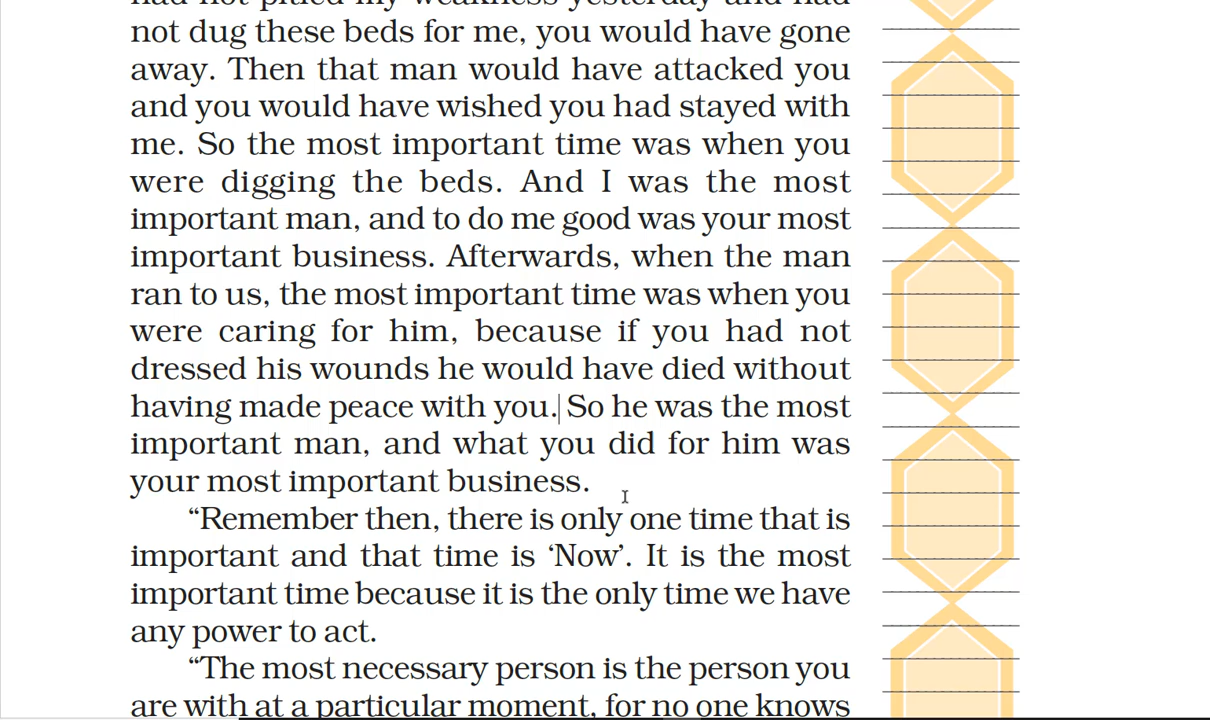 had not pitied my weakness yesterday and had
not dug these beds for me, you would have gone
away. Then that man would have attacked you
and you would have wished you had stayed with
me. So the most important time was when you
were digging the beds. And I was the most
important man, and to do me good was your most
important business. Afterwards, when the man
ran to us, the most important time was when you
were caring for him, because if you had not
dressed his wounds he would have died without
having made peace with you. So he was the most
important man, and what you did for him was
your most important business.
“Remember then, there is only one time that is
important and that time is ‘Now’. It is the most
important time because it is the only time we have
any power to act.
“The most necessary person is the person you
are with at a particular moment, for no one knows